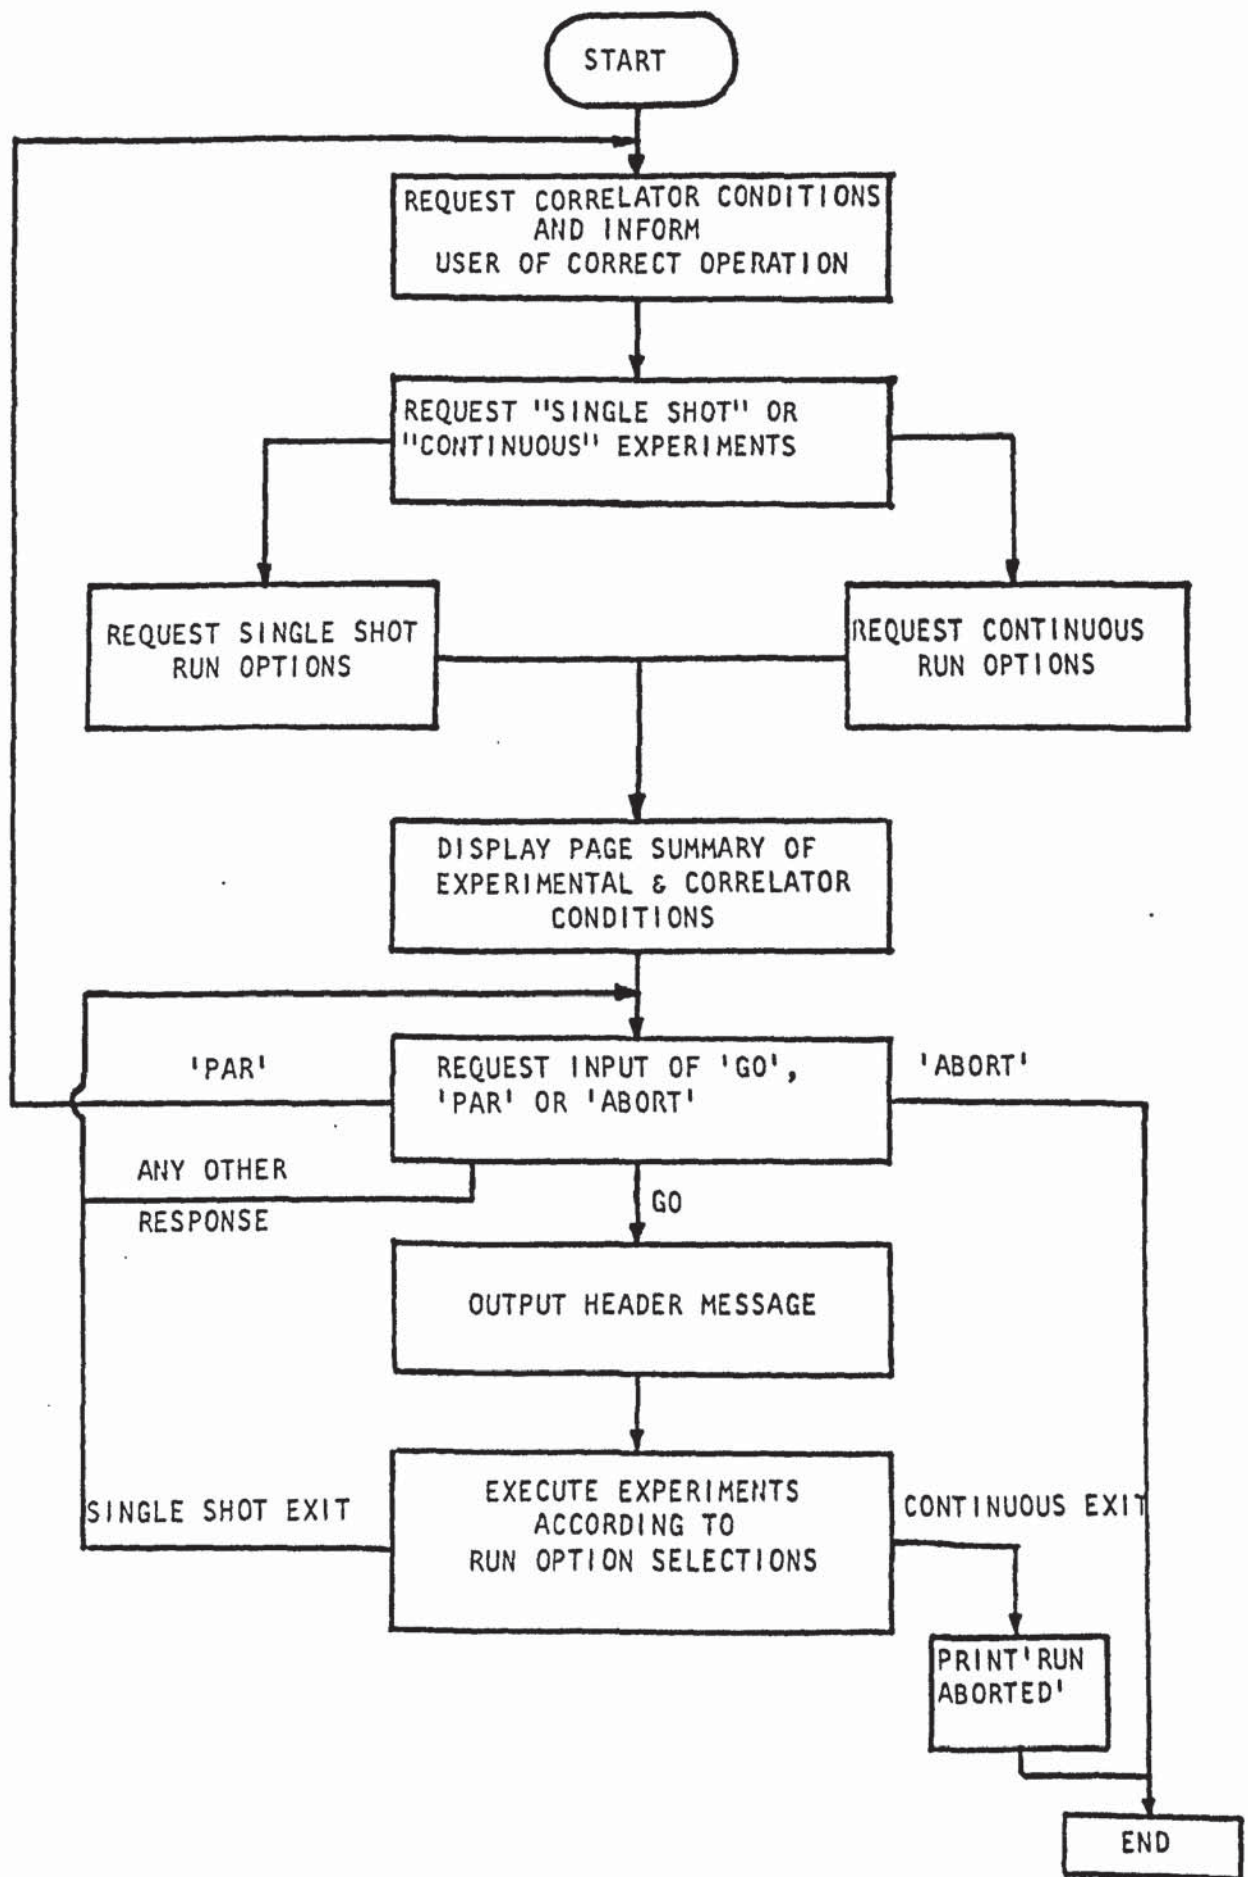 START
REQUEST CORRELATOR CONDITIONS
AND INFORM
USER OF CORRECT OPERATION
REQUEST "SINGLE SHOT" OR
"CONTINUOUS" EXPERIMENTS
REQUEST SINGLE SHOT
RUN OPTIONS
REQUEST CONTINUOUS
RUN OPTIONS
DISPLAY PAGE SUMMARY OF
EXPERIMENTAL & CORRELATOR
CONDITIONS
'PAR'
REQUEST INPUT OF 'GO',
'PAR' OR 'ABORT'
'ABORT'
ANY OTHER
RESPONSE
GO
OUTPUT HEADER MESSAGE
SINGLE SHOT EXIT
EXECUTE EXPERIMENTS
ACCORDING TO
RUN OPTION SELECTIONS
CONTINUOUS EXIT
PRINT'RUN
ABORTED'
END